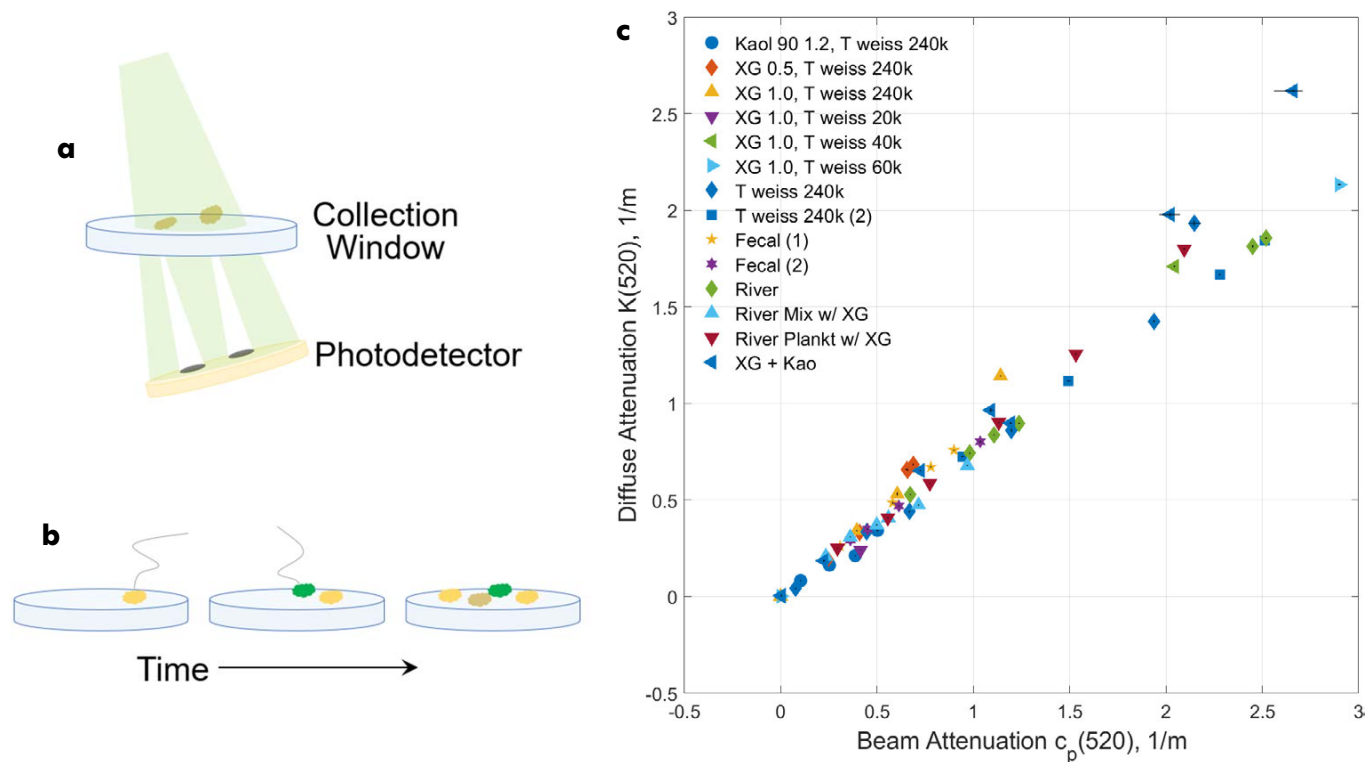 a
Collection
Window
Photodetector
b
Time
c
3
2.5
2
1.5
1
0.5
0
-0.5
Diffuse Attenuation K(520), 1/m
Kaol 90 1.2, T weiss 240k
XG 0.5, T weiss 240k
XG 1.0, T weiss 240k
XG 1.0, T weiss 20k
XG 1.0, T weiss 40k
XG 1.0, T weiss 60k
T weiss 240k
T weiss 240k (2)
Fecal (1)
Fecal (2)
River
River Mix w/ XG
River Plankt w/ XG
XG + Kao
-0.5 0 0.5 1 1.5 2 2.5 3
Beam Attenuation cp(520), 1/m